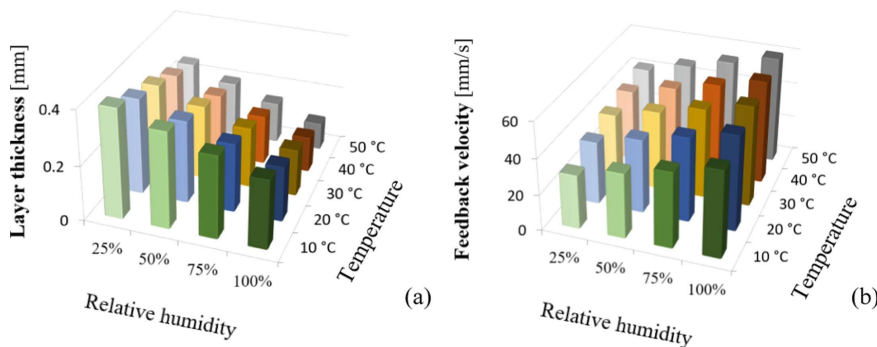 Layer thickness [mm]
0.4
0.2
0
25%
50%
75%
100%
Relative humidity
10 °C
20 °C
30 °C
40 °C
50 °C
Temperature
(a)
Feedback velocity [mm/s]
60
40
20
0
25%
50%
75%
100%
Relative humidity
10 °C
20 °C
30 °C
40 °C
50 °C
Temperature
(b)